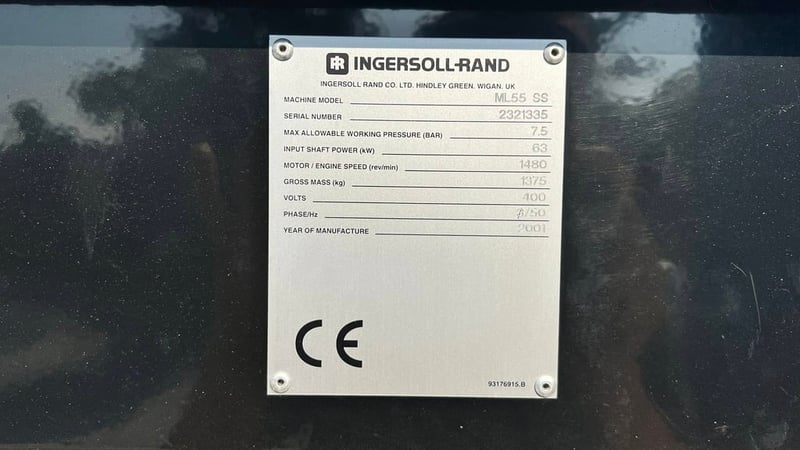 IR INGERSOLL-RAND
INGERSOLL RAND CO. LTD. HINDLEY GREEN. WIGAN. UK
MACHINE MODEL ML55 SS
SERIAL NUMBER 2321335
MAX ALLOWABLE WORKING PRESSURE (BAR) 7.5
INPUT SHAFT POWER (kW) 63
MOTOR / ENGINE SPEED (rev/min) 1480
GROSS MASS (kg) 1375
VOLTS 400
PHASE/Hz 3/50
YEAR OF MANUFACTURE 2001
CE
93176915.B